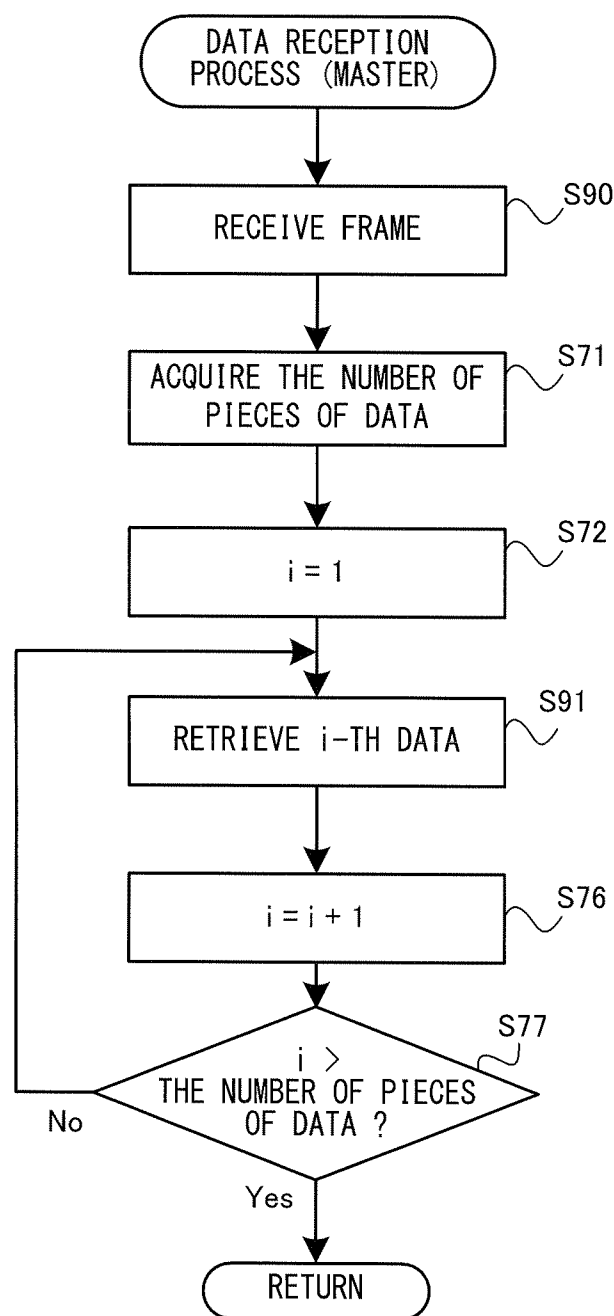 DATA RECEPTION
PROCESS (MASTER)
S90
RECEIVE FRAME
S71
ACQUIRE THE NUMBER OF
PIECES OF DATA
S72
i = 1
S91
RETRIEVE i-TH DATA
S76
i = i + 1
S77
i >
THE NUMBER OF PIECES
OF DATA ?
No
Yes
RETURN